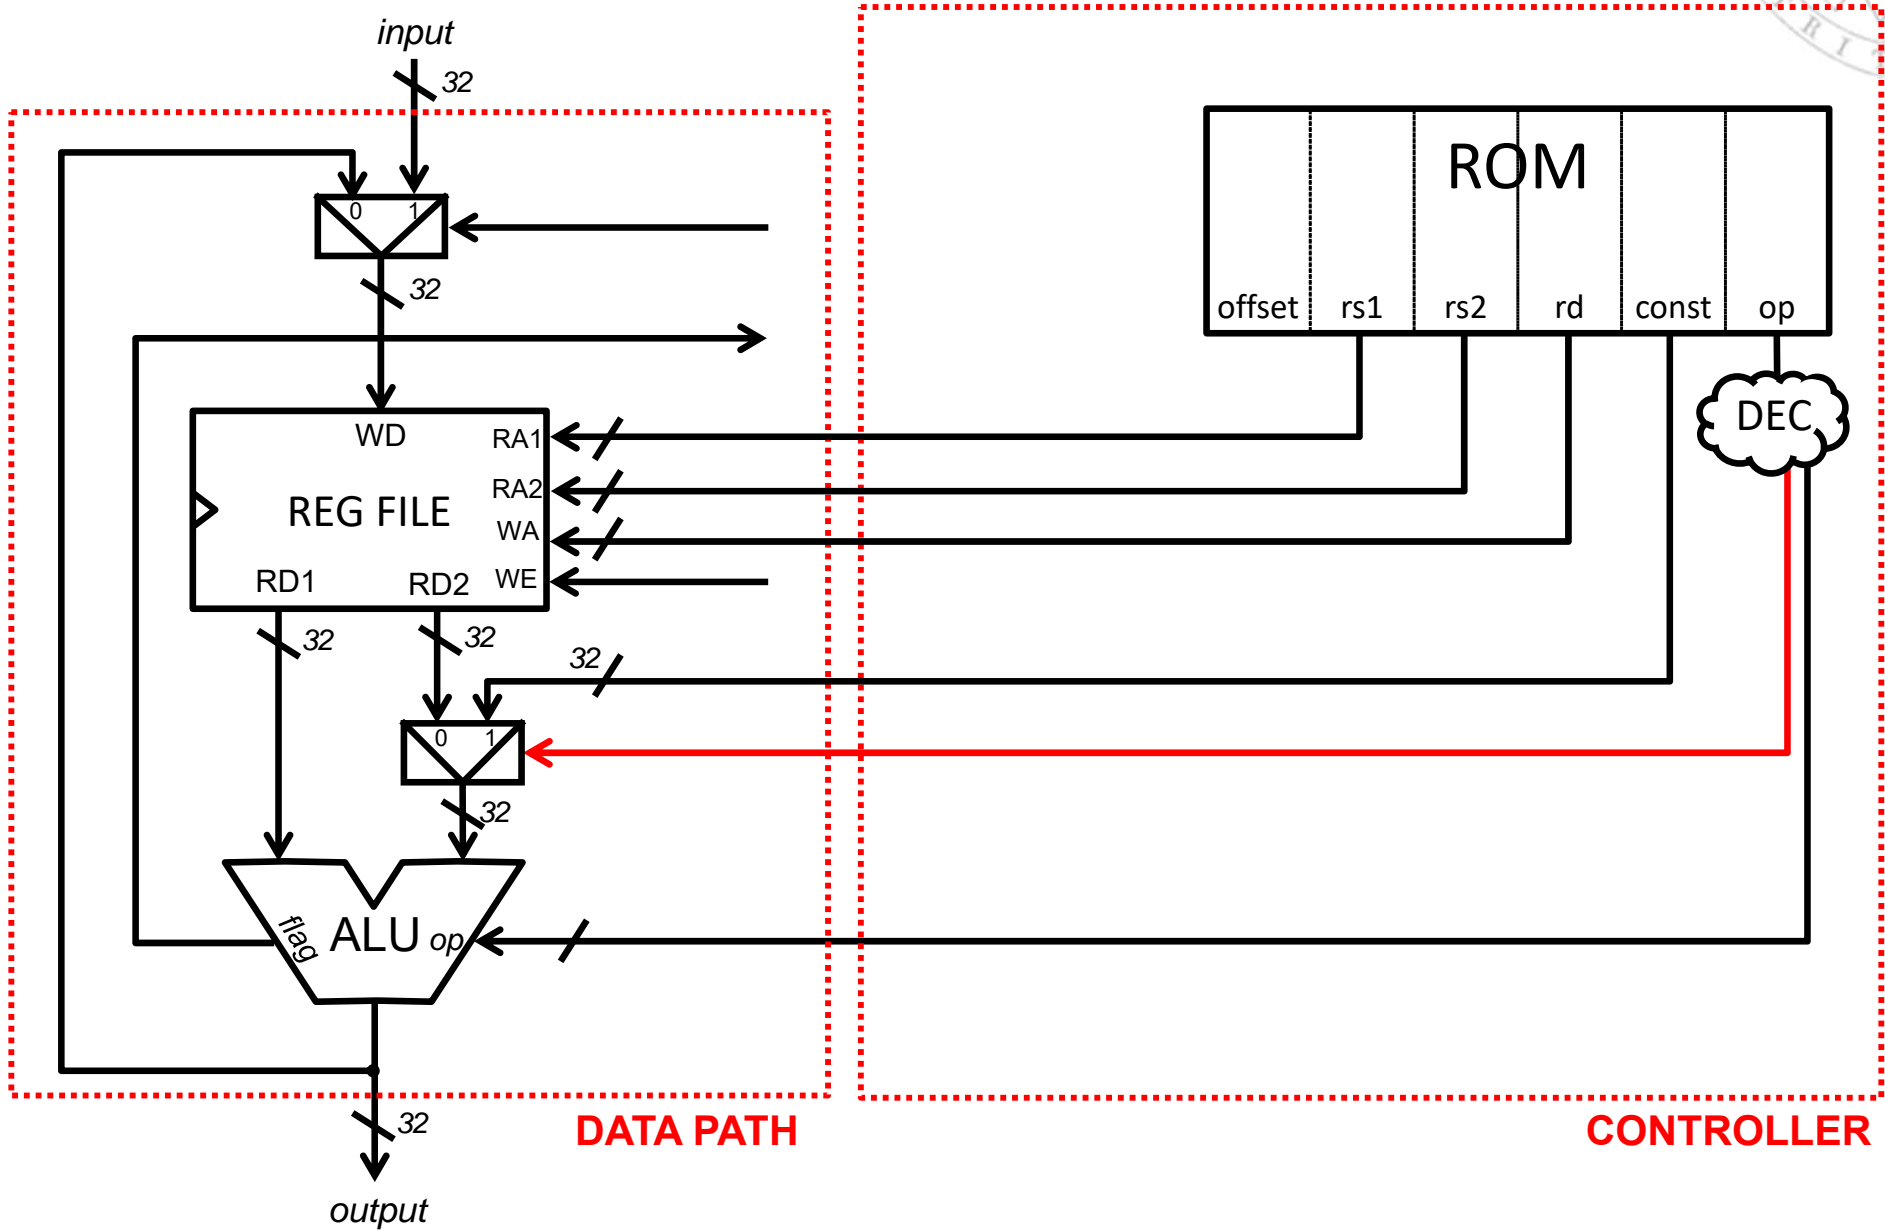 input
32
0 1
32
WD
RA1
RA2
REG FILE
WA
WE
RD1
RD2
32
32
32
0 1
32
flag
ALU
op
32
output
DATA PATH
ROM
offset rs1 rs2 rd const op
DEC
CONTROLLER
R I T